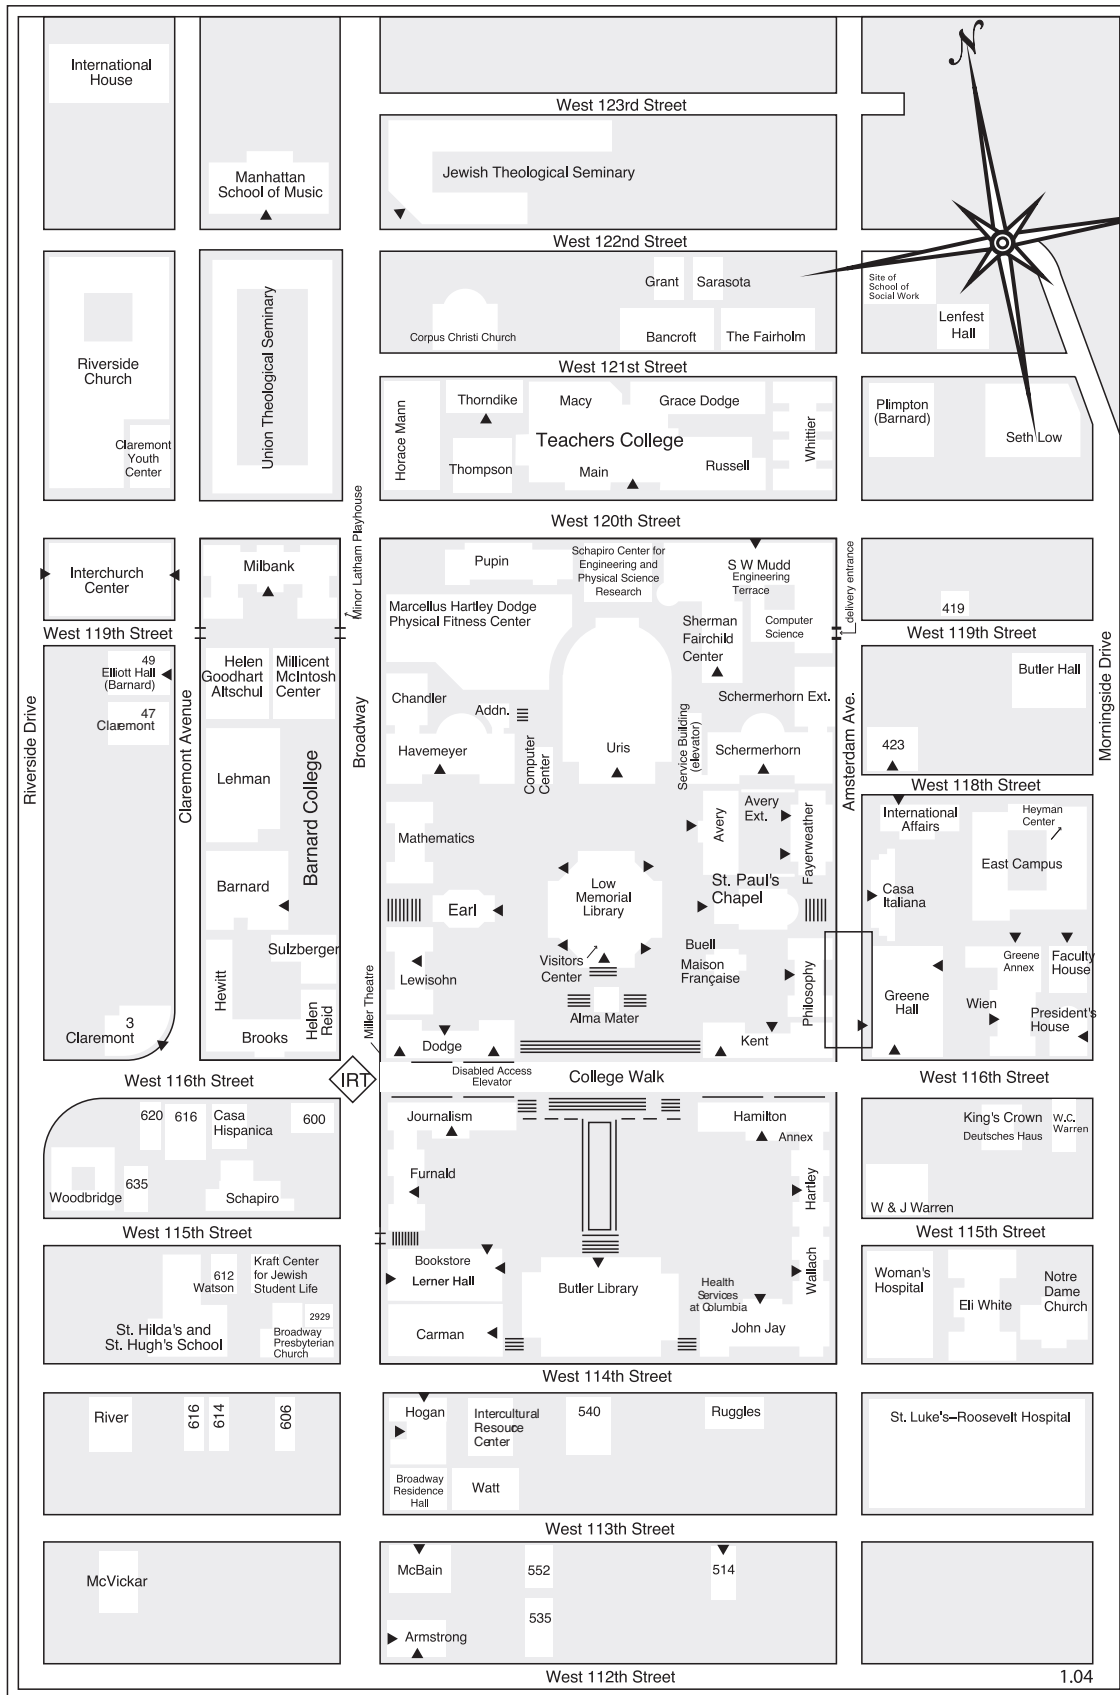 N
International
House
West 123rd Street
Manhattan
School of Music
Jewish Theological Seminary
West 122nd Street
Riverside
Church
Claremont
Youth
Center
Union Theological Seminary
Corpus Christi Church
Grant
Sarasota
Bancroft
The Fairholm
Site of
School of
Social Work
Lenfest
Hall
West 121st Street
Horace Mann
Thorndike
Macy
Grace Dodge
Teachers College
Thompson
Main
Russell
Whittier
Plimpton
(Barnard)
Seth Low
West 120th Street
Minor Latham Playhouse
Interchurch
Center
Milbank
Pupin
Schapiro Center for
Engineering and
Physical Science
Research
S W Mudd
Engineering
Terrace
delivery entrance
419
Marcellus Hartley Dodge
Physical Fitness Center
Sherman
Fairchild
Center
Computer
Science
West 119th Street
West 119th Street
49
Elliott Hall
(Barnard)
47
Claremont
Helen
Goodhart
Altschul
Millicent
McIntosh
Center
Chandler
Addn.
Schermerhorn Ext.
Butler Hall
Riverside Drive
Claremont Avenue
Broadway
Amsterdam Ave.
Morningside Drive
Lehman
Barnard College
Havemeyer
Computer
Center
Uris
Service Building
(elevator)
Schermerhorn
423
West 118th Street
Mathematics
Avery
Avery
Ext.
Fayerweather
International
Affairs
Heyman
Center
East Campus
Barnard
Earl
Low
Memorial
Library
St. Paul's
Chapel
Casa
Italiana
Sulzberger
Hewitt
Helen
Reid
Brooks
Lewisohn
Visitors
Center
Buell
Maison
Française
Philosophy
Greene
Annex
Faculty
House
Greene
Hall
Wien
President's
House
3
Claremont
Miller Theatre
Alma Mater
Dodge
Kent
West 116th Street
IRT
Disabled Access
Elevator
College Walk
West 116th Street
620
616
Casa
Hispanica
600
Journalism
Hamilton
Annex
King's Crown
Deutsches Haus
W.C.
Warren
Woodbridge
635
Schapiro
Furnald
Hartley
W & J Warren
West 115th Street
West 115th Street
612
Watson
Kraft Center
for Jewish
Student Life
Bookstore
Lerner Hall
Butler Library
Health
Services
at Columbia
Wallach
Woman's
Hospital
Eli White
Notre
Dame
Church
St. Hilda's and
St. Hugh's School
2929
Broadway
Presbyterian
Church
Carman
John Jay
West 114th Street
River
616
614
606
Hogan
Intercultural
Resource
Center
540
Ruggles
St. Luke's–Roosevelt Hospital
Broadway
Residence
Hall
Watt
West 113th Street
McVickar
McBain
552
514
535
Armstrong
West 112th Street
1.04